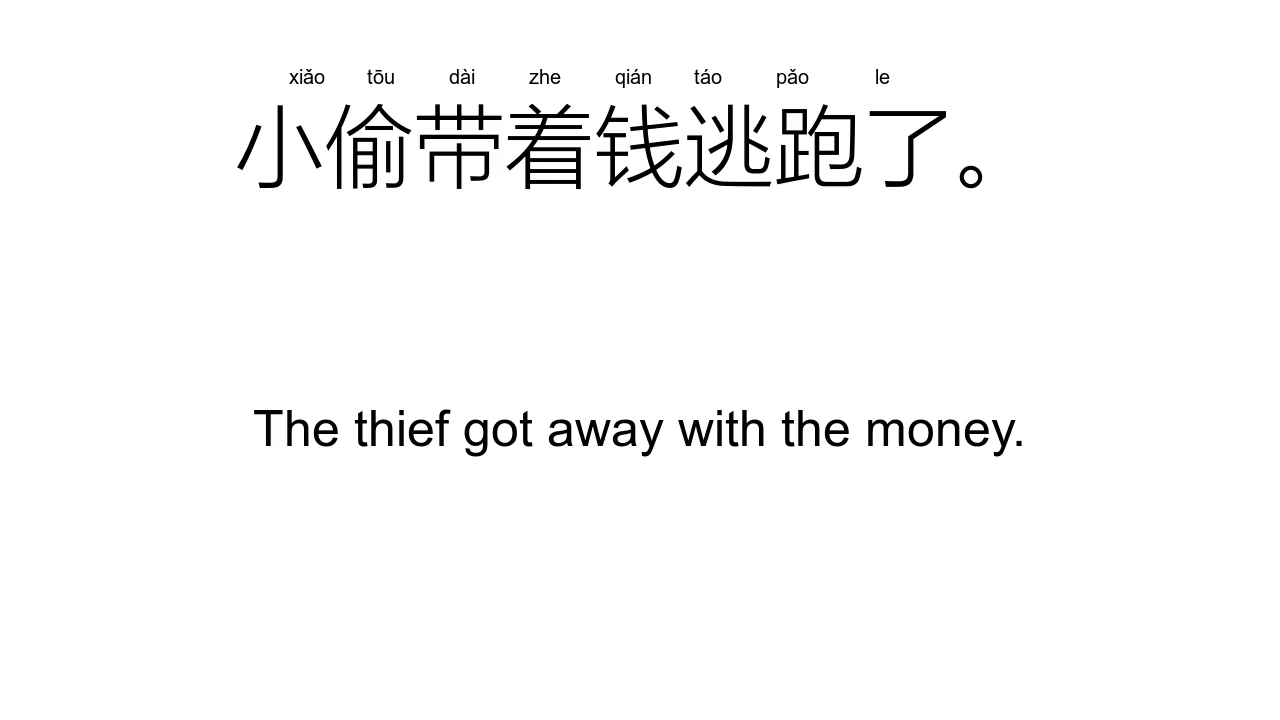 xiǎo tōu dài zhe qián táo pǎo le
小偷带着钱逃跑了。
The thief got away with the money.